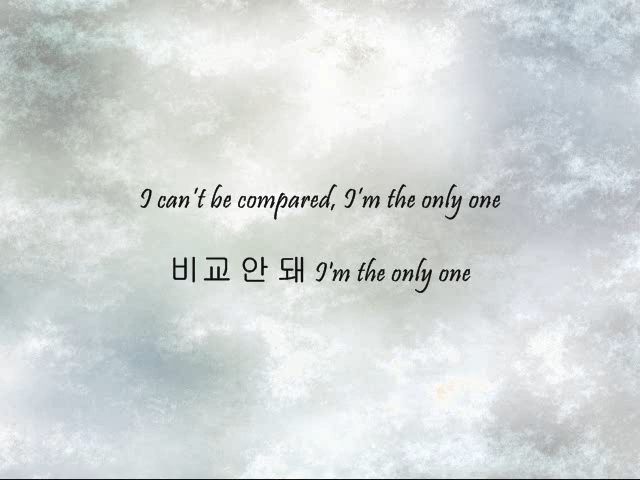 I can't be compared, I'm the only one
비교 안 돼 I'm the only one